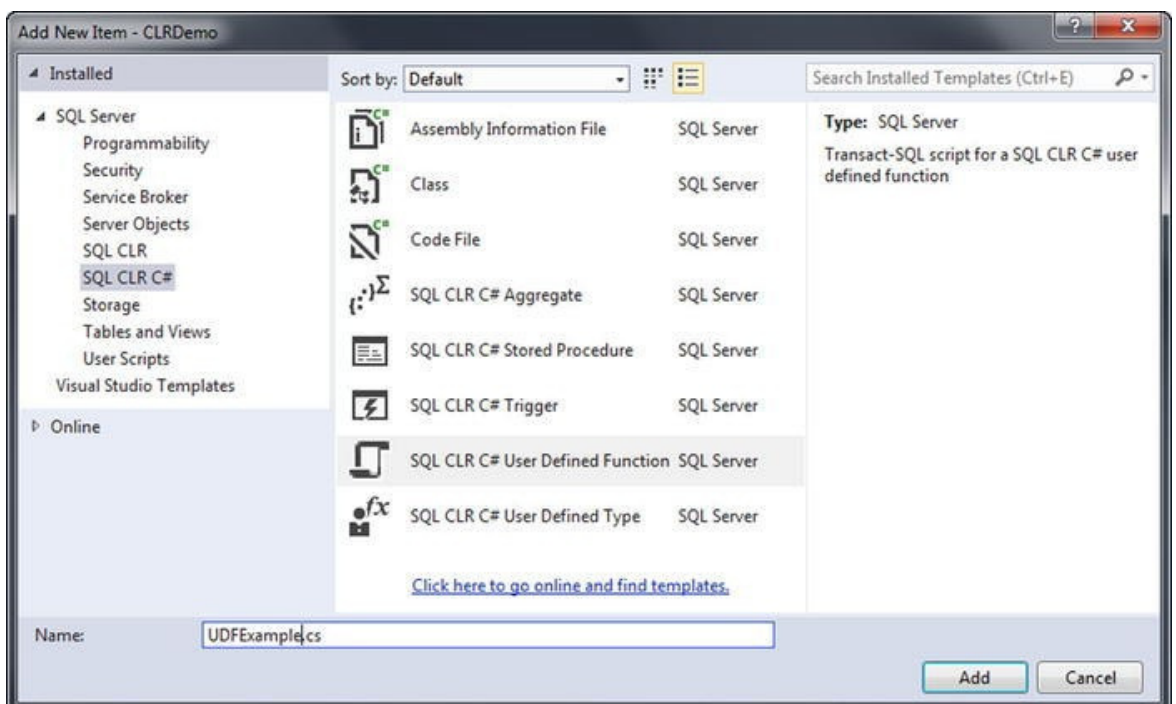 Add New Item - CLRDemo
Installed
SQL Server
Programmability
Security
Service Broker
Server Objects
SQL CLR
SQL CLR C#
Storage
Tables and Views
User Scripts
Visual Studio Templates
Online
Sort by: Default
Assembly Information File SQL Server
Class SQL Server
Code File SQL Server
SQL CLR C# Aggregate SQL Server
SQL CLR C# Stored Procedure SQL Server
SQL CLR C# Trigger SQL Server
SQL CLR C# User Defined Function SQL Server
SQL CLR C# User Defined Type SQL Server
Click here to go online and find templates.
Search Installed Templates (Ctrl+E)
Type: SQL Server
Transact-SQL script for a SQL CLR C# user
defined function
Name: UDFExample.cs
Add Cancel